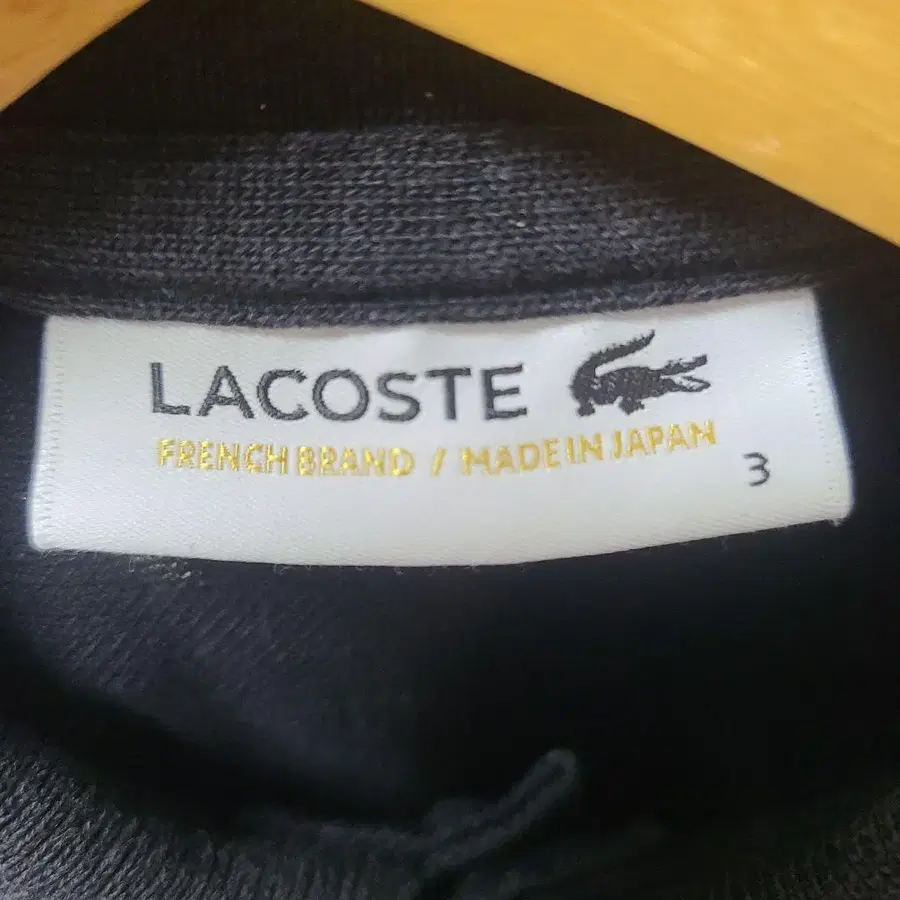 LACOSTE
FRENCH BRAND / MADE IN JAPAN
3